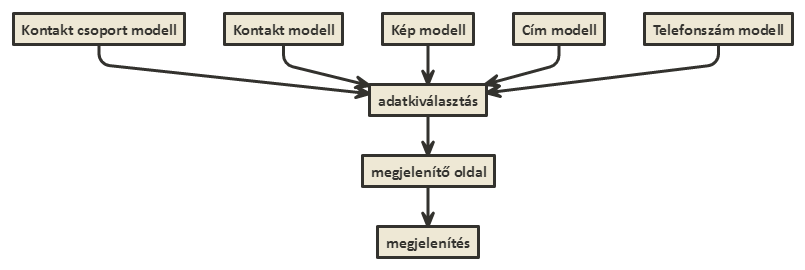 Kontakt csoport modell
Kontakt modell
Kép modell
Cím modell
Telefonszám modell
adatkiválasztás
megjelenítő oldal
megjelenítés